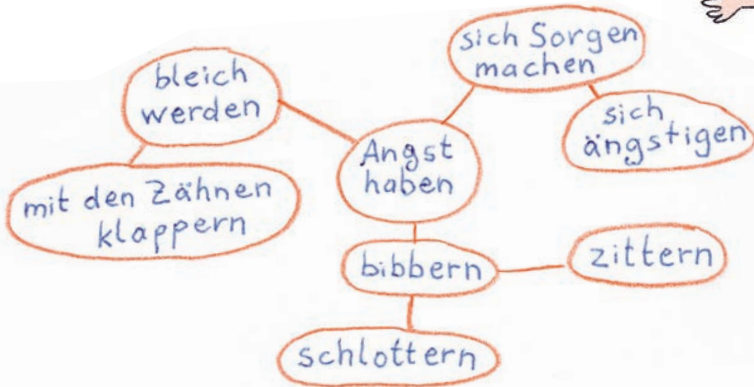 sich Sorgen
machen
bleich
werden
sich
ängstigen
Angst
haben
mit den Zähnen
klappern
bibbern
zittern
schlottern